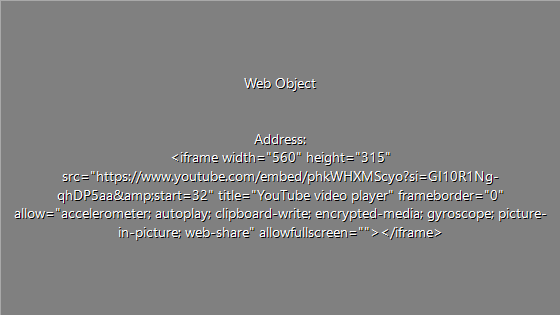 Web Object
Address:
<iframe width="560" height="315"
src="https://www.youtube.com/embed/phkWHXMScyo?si=GI10R1Ng-
qhDP5aa&amp;start=32" title="YouTube video player" frameborder="0"
allow="accelerometer; autoplay; clipboard-write; encrypted-media; gyroscope; picture-
in-picture; web-share" allowfullscreen=""></iframe>